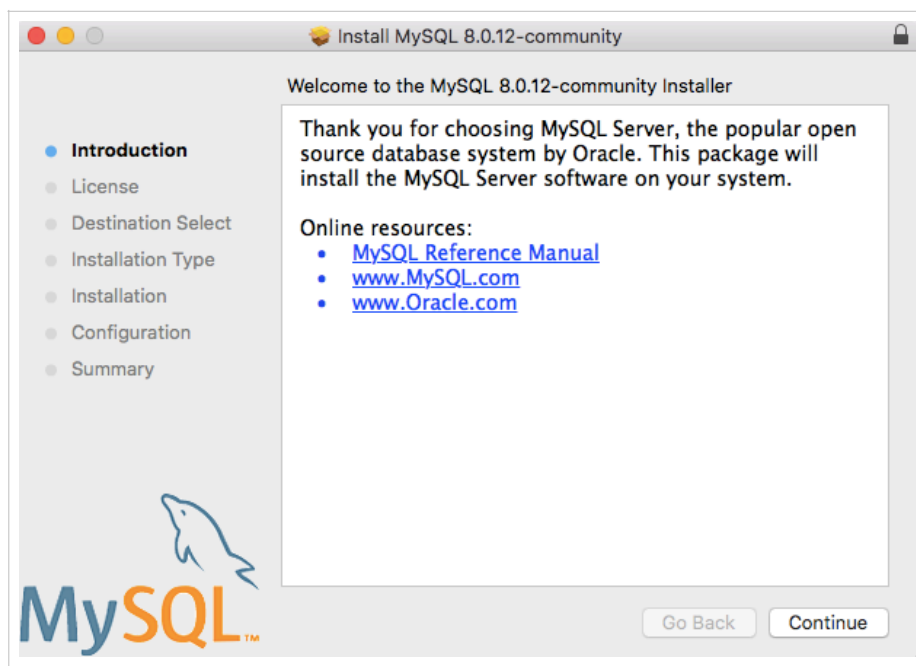 Install MySQL 8.0.12-community
Welcome to the MySQL 8.0.12-community Installer
Introduction
License
Destination Select
Installation Type
Installation
Configuration
Summary
Thank you for choosing MySQL Server, the popular open
source database system by Oracle. This package will
install the MySQL Server software on your system.
Online resources:
• MySQL Reference Manual
• www.MySQL.com
• www.Oracle.com
MySQL™
Go Back
Continue